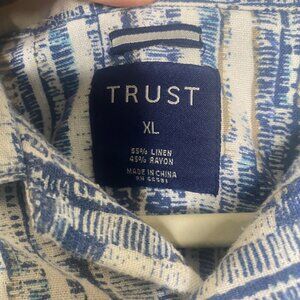 TRUST
XL
55% LINEN
45% RAYON
MADE IN CHINA